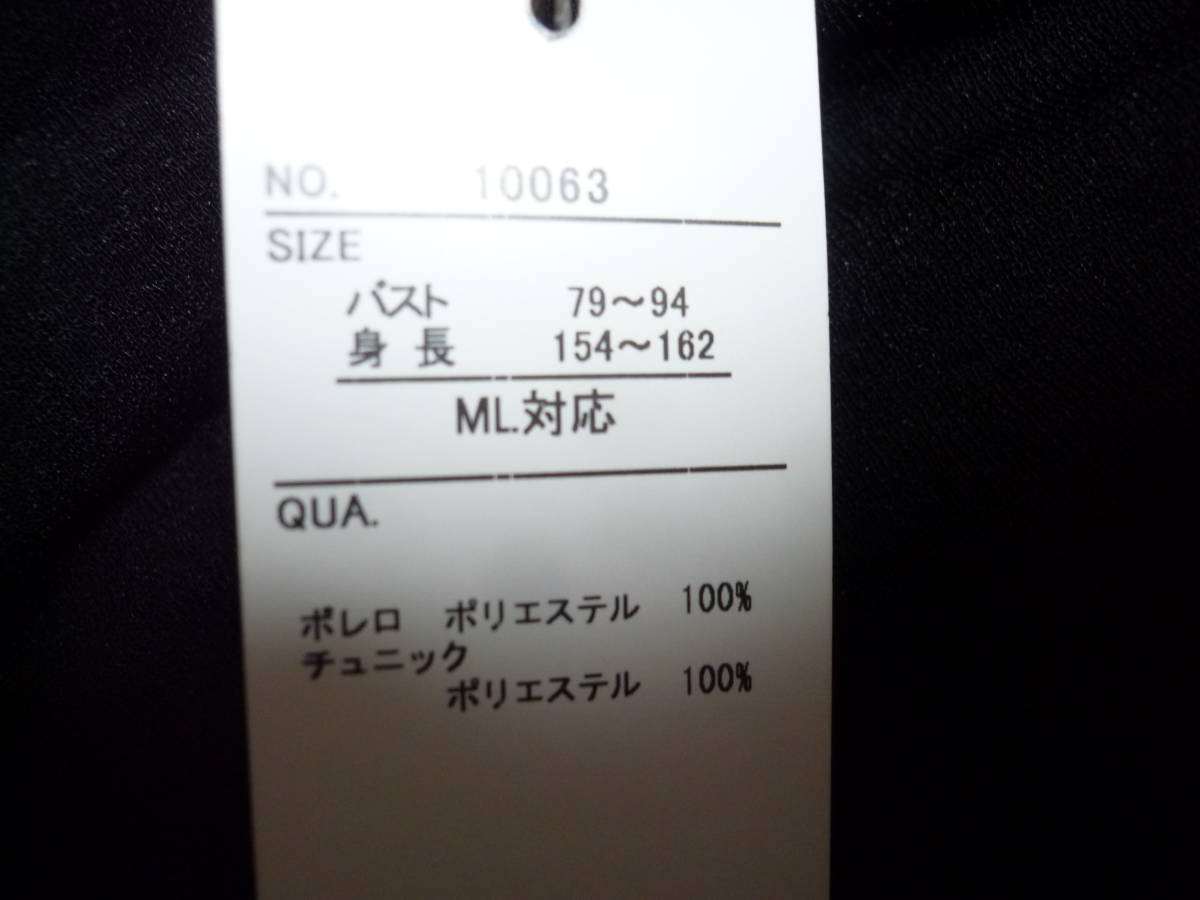 NO. 10063
SIZE
バスト 79～94
身長 154～162
ML.対応
QUA.
ボレロ ポリエステル 100%
チュニック
ポリエステル 100%